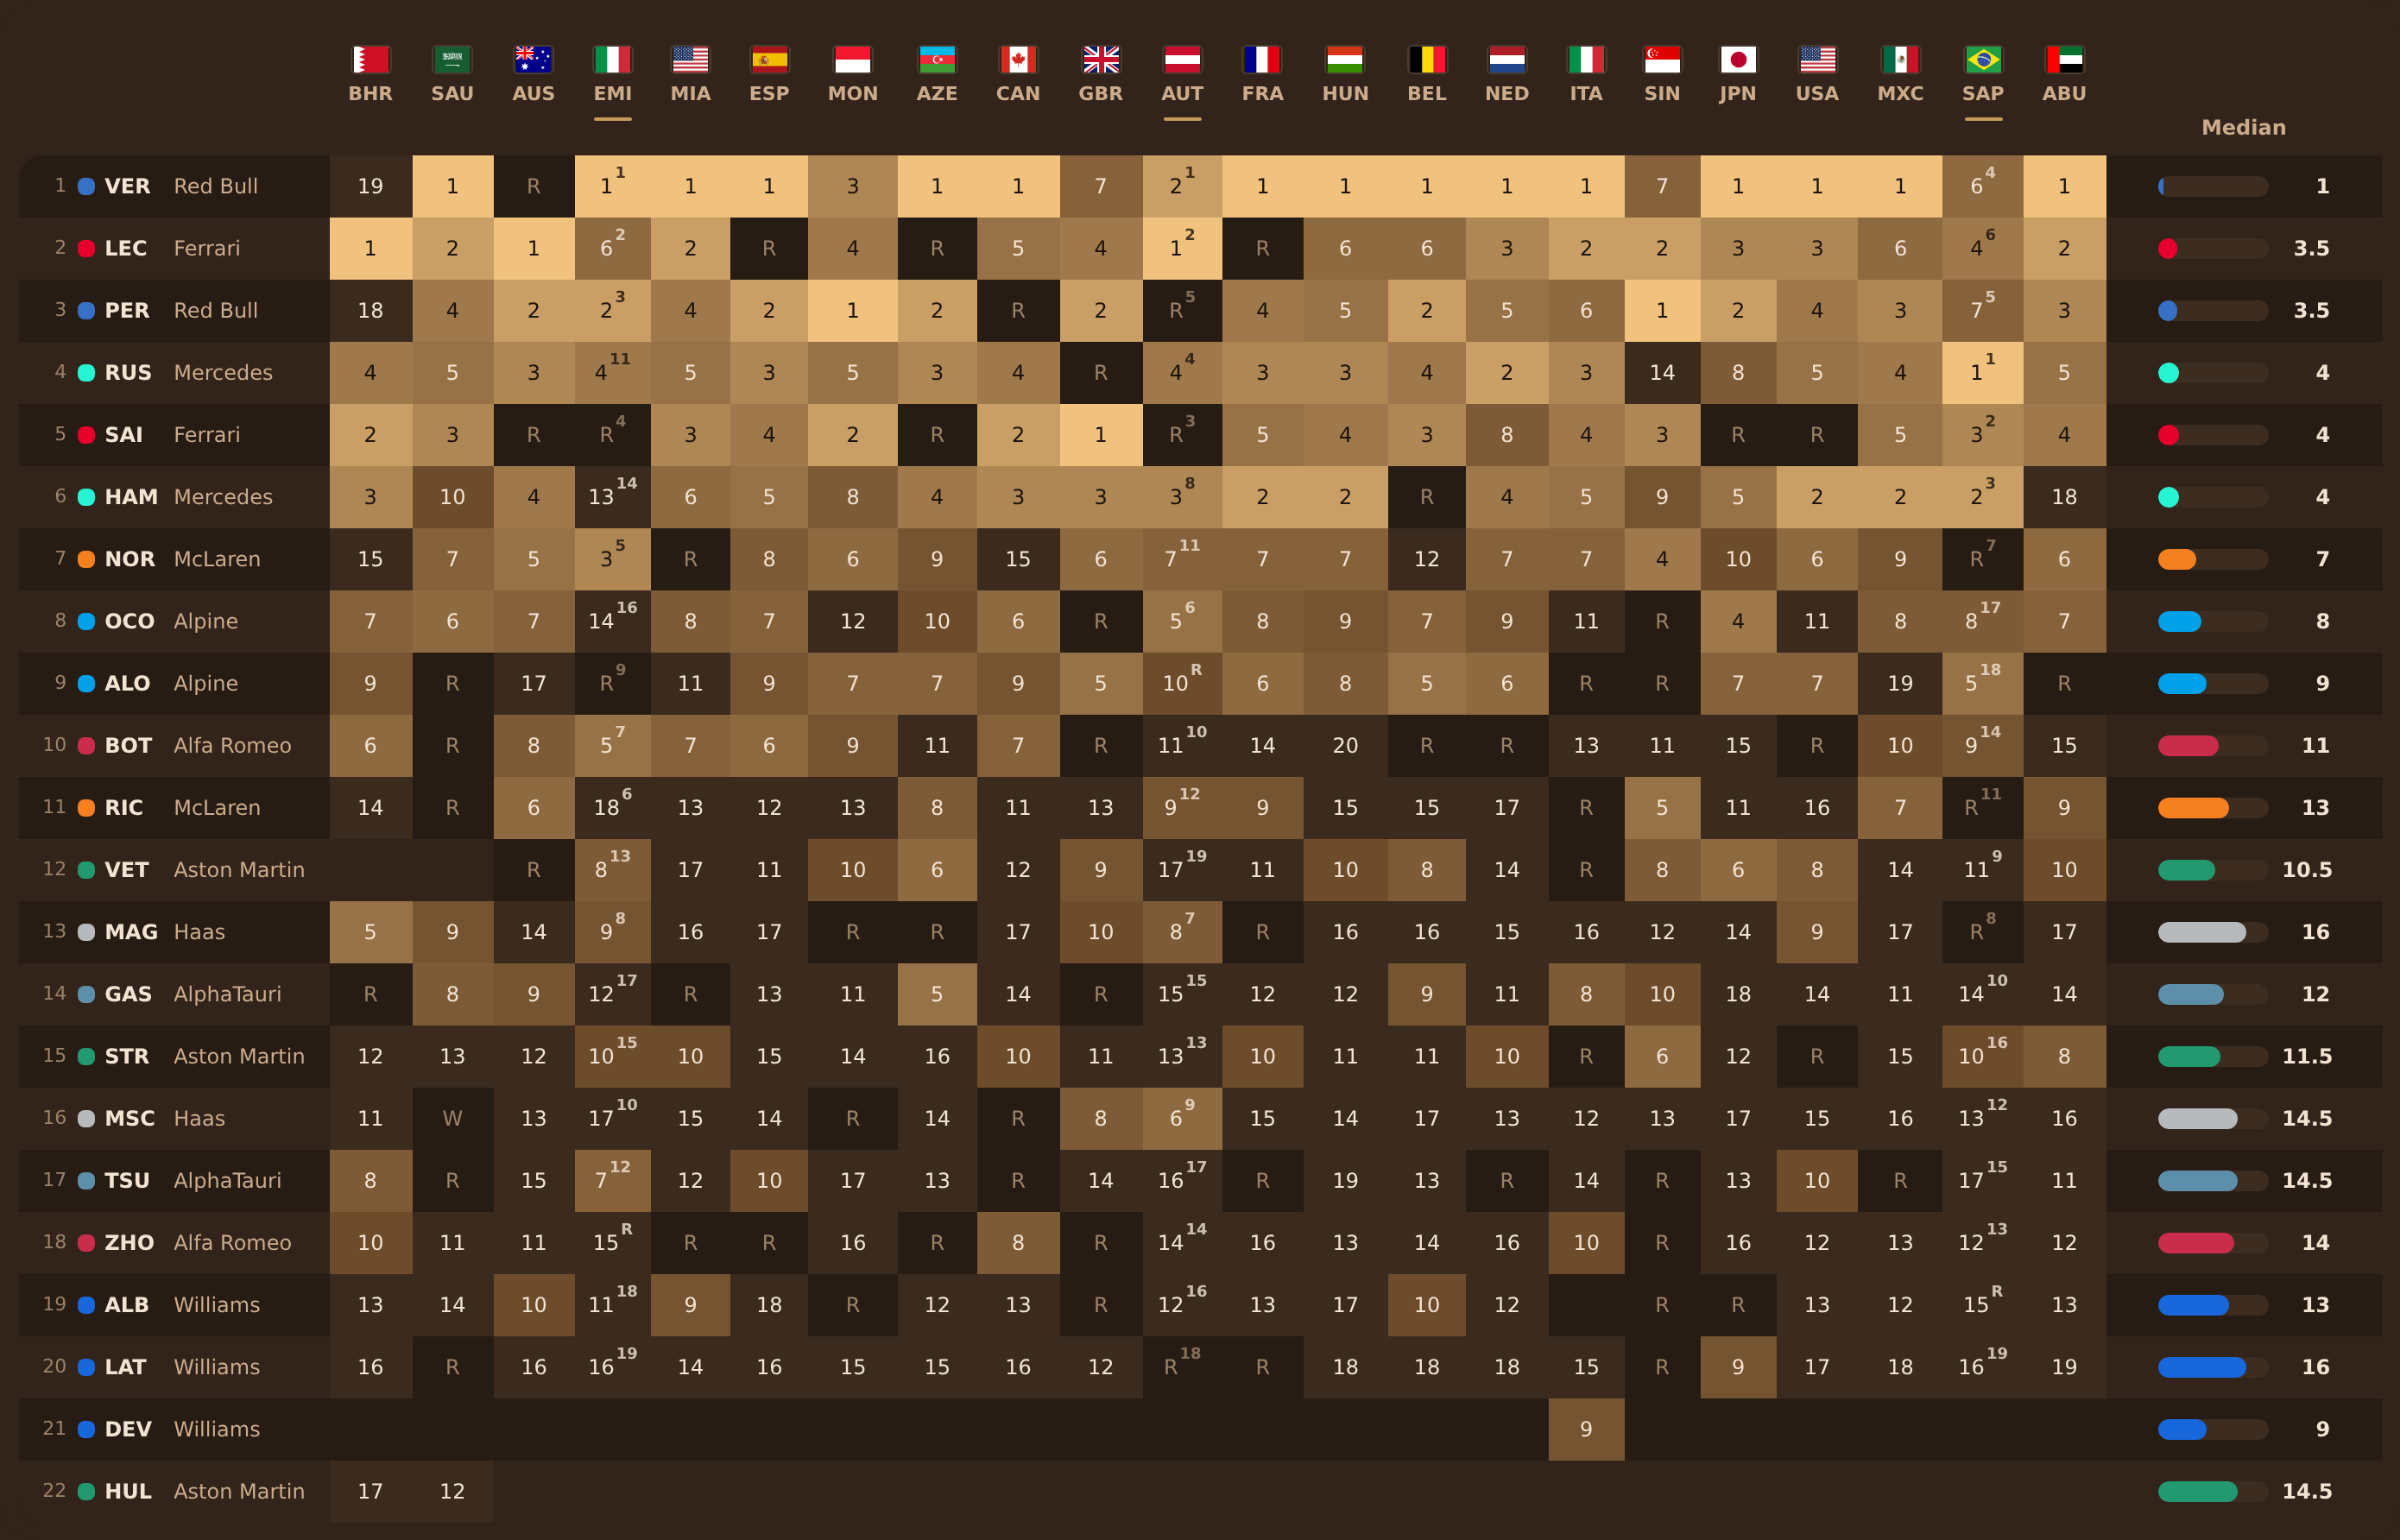 BHR SAU AUS EMI MIA ESP MON AZE CAN GBR AUT FRA HUN BEL NED ITA SIN JPN USA MXC SAP ABU
Median
1 VER Red Bull 19 1 R 1 1 1 1 3 1 1 7 2 1 1 1 1 1 1 7 1 1 1 6 4 1 1
2 LEC Ferrari 1 2 1 6 2 2 R 4 R 5 4 1 2 R 6 6 3 2 2 3 3 6 4 6 2 3.5
3 PER Red Bull 18 4 2 2 3 4 2 1 2 R 2 R 5 4 5 2 5 6 1 2 4 3 7 5 3 3.5
4 RUS Mercedes 4 5 3 4 11 5 3 5 3 4 R 4 4 3 3 4 2 3 14 8 5 4 1 1 5 4
5 SAI Ferrari 2 3 R R 4 3 4 2 R 2 1 R 3 5 4 3 8 4 3 R R 5 3 2 4 4
6 HAM Mercedes 3 10 4 13 14 6 5 8 4 3 3 3 8 2 2 R 4 5 9 5 2 2 2 3 18 4
7 NOR McLaren 15 7 5 3 5 R 8 6 9 15 6 7 11 7 7 12 7 7 4 10 6 9 R 7 6 7
8 OCO Alpine 7 6 7 14 16 8 7 12 10 6 R 5 6 8 9 7 9 11 R 4 11 8 8 17 7 8
9 ALO Alpine 9 R 17 R 9 11 9 7 7 9 5 10 R 6 8 5 6 R R 7 7 19 5 18 R 9
10 BOT Alfa Romeo 6 R 8 5 7 7 6 9 11 7 R 11 10 14 20 R R 13 11 15 R 10 9 14 15 11
11 RIC McLaren 14 R 6 18 6 13 12 13 8 11 13 9 12 9 15 15 17 R 5 11 16 7 R 11 9 13
12 VET Aston Martin R 8 13 17 11 10 6 12 9 17 19 11 10 8 14 R 8 6 8 14 11 9 10 10.5
13 MAG Haas 5 9 14 9 8 16 17 R R 17 10 8 7 R 16 16 15 16 12 14 9 17 R 8 17 16
14 GAS AlphaTauri R 8 9 12 17 R 13 11 5 14 R 15 15 12 12 9 11 8 10 18 14 11 14 10 14 12
15 STR Aston Martin 12 13 12 10 15 10 15 14 16 10 11 13 13 10 11 11 10 R 6 12 R 15 10 16 8 11.5
16 MSC Haas 11 W 13 17 10 15 14 R 14 R 8 6 9 15 14 17 13 12 13 17 15 16 13 12 16 14.5
17 TSU AlphaTauri 8 R 15 7 12 12 10 17 13 R 14 16 17 R 19 13 R 14 R 13 10 R 17 15 11 14.5
18 ZHO Alfa Romeo 10 11 11 15 R R R 16 R 8 R 14 14 16 13 14 16 10 R 16 12 13 12 13 12 14
19 ALB Williams 13 14 10 11 18 9 18 R 12 13 R 12 16 13 17 10 12 R R 13 12 15 R 13 13
20 LAT Williams 16 R 16 16 19 14 16 15 15 16 12 R 18 R 18 18 18 15 R 9 17 18 16 19 19 16
21 DEV Williams 9 9
22 HUL Aston Martin 17 12 14.5